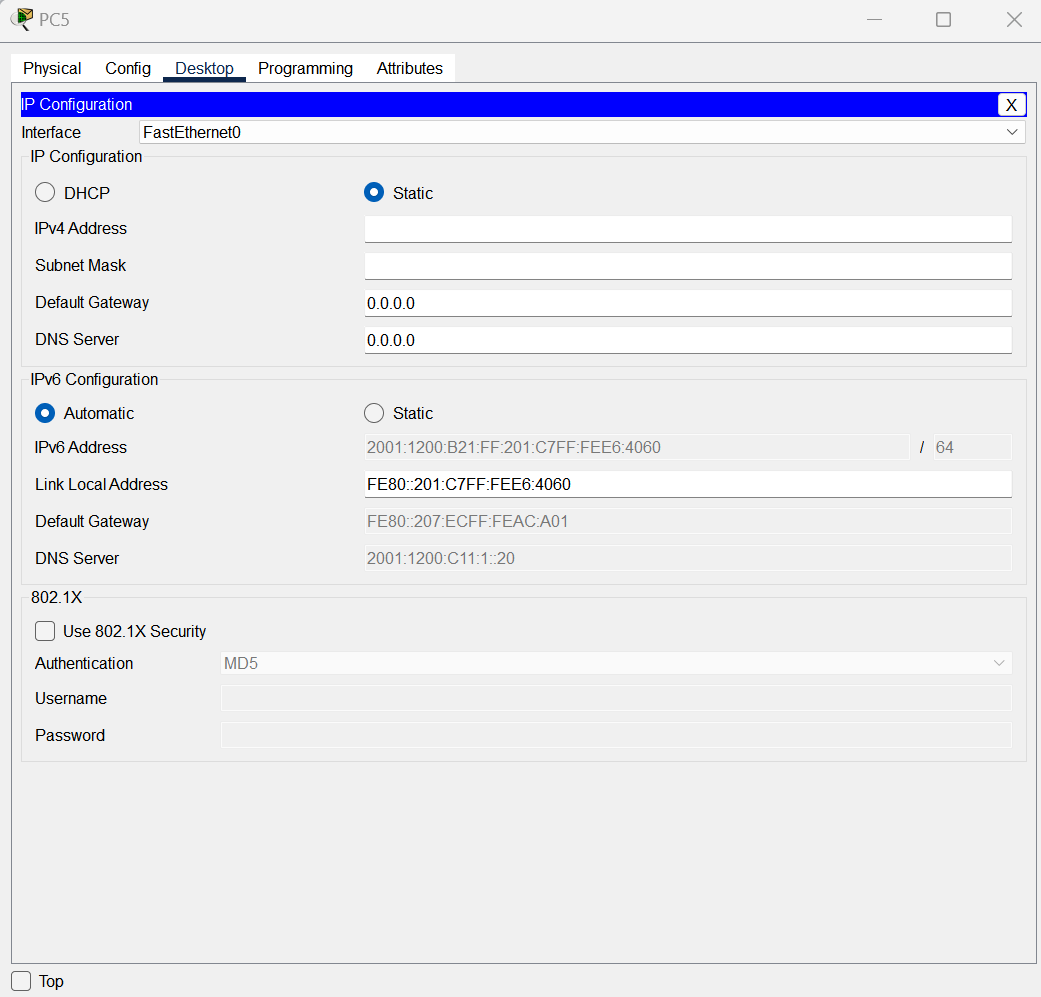 PC5
Physical Config Desktop Programming Attributes
IP Configuration X
Interface FastEthernet0
IP Configuration
DHCP Static
IPv4 Address
Subnet Mask
Default Gateway 0.0.0.0
DNS Server 0.0.0.0
IPv6 Configuration
Automatic Static
IPv6 Address 2001:1200:B21:FF:201:C7FF:FEE6:4060 / 64
Link Local Address FE80::201:C7FF:FEE6:4060
Default Gateway FE80::207:ECFF:FEAC:A01
DNS Server 2001:1200:C11:1::20
802.1X
Use 802.1X Security
Authentication MD5
Username
Password
Top